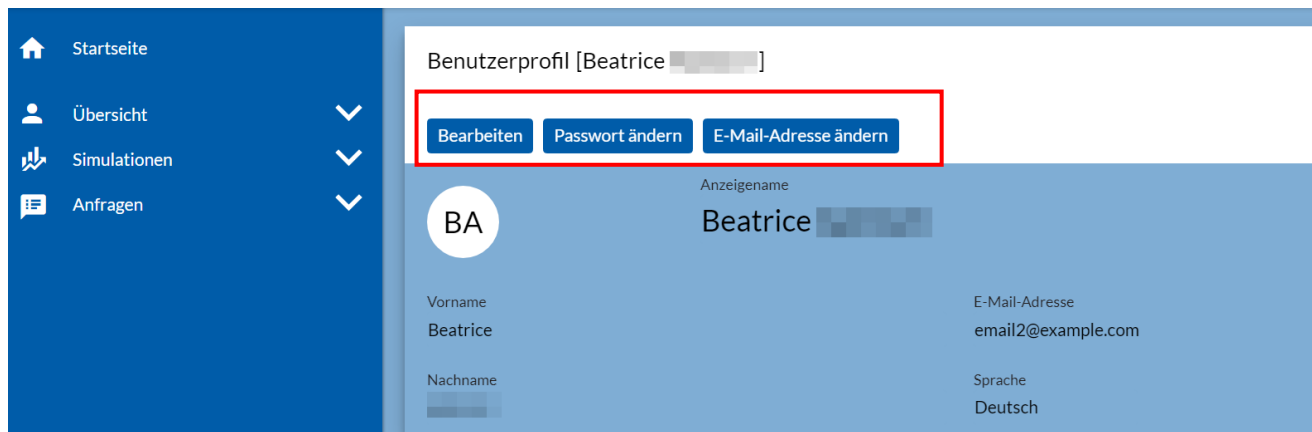 Startseite
Übersicht
Simulationen
Anfragen
Benutzerprofil [Beatrice ]
Bearbeiten Passwort ändern E-Mail-Adresse ändern
BA
Anzeigename
Beatrice
Vorname
Beatrice
E-Mail-Adresse
email2@example.com
Nachname
Sprache
Deutsch